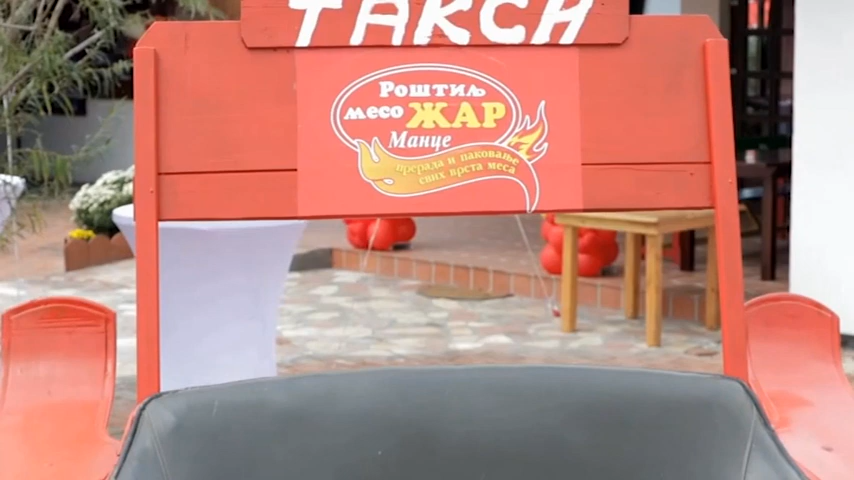 ТАКСИ
Роштиљ
месо ЖАР
Манце
прерада и паковање
свих врста меса